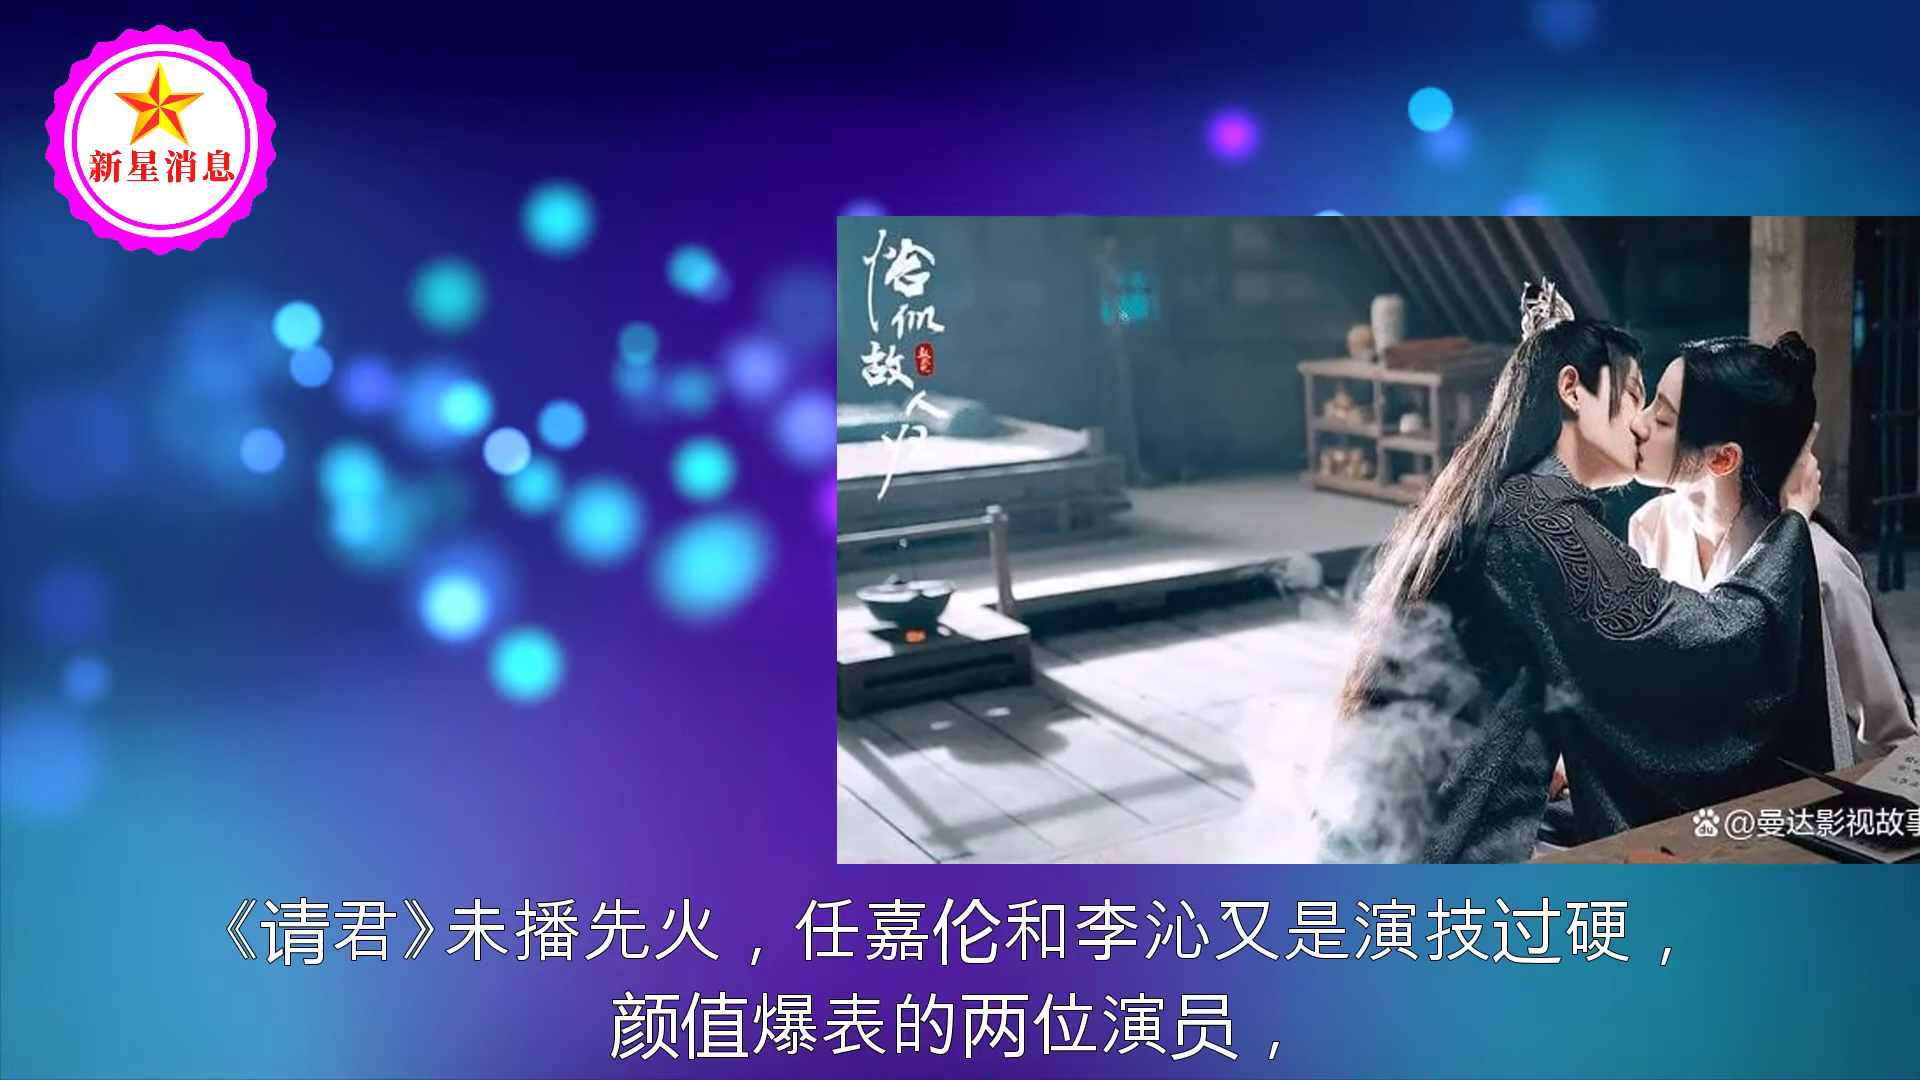 新星消息
恰似故人归
@曼达影视故事
《请君》未播先火，任嘉伦和李沁又是演技过硬，
颜值爆表的两位演员，